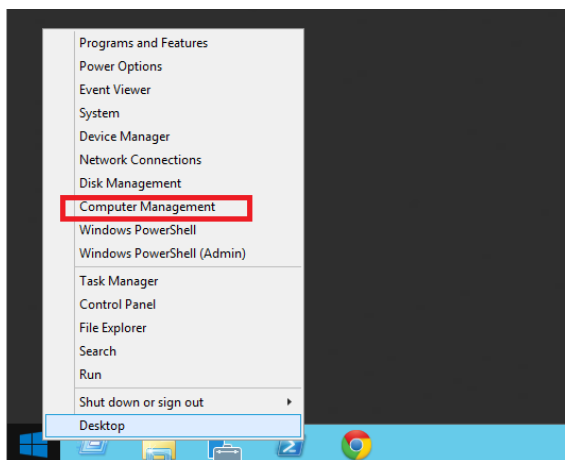 Programs and Features
Power Options
Event Viewer
System
Device Manager
Network Connections
Disk Management
Computer Management
Windows PowerShell
Windows PowerShell (Admin)
Task Manager
Control Panel
File Explorer
Search
Run
Shut down or sign out
Desktop